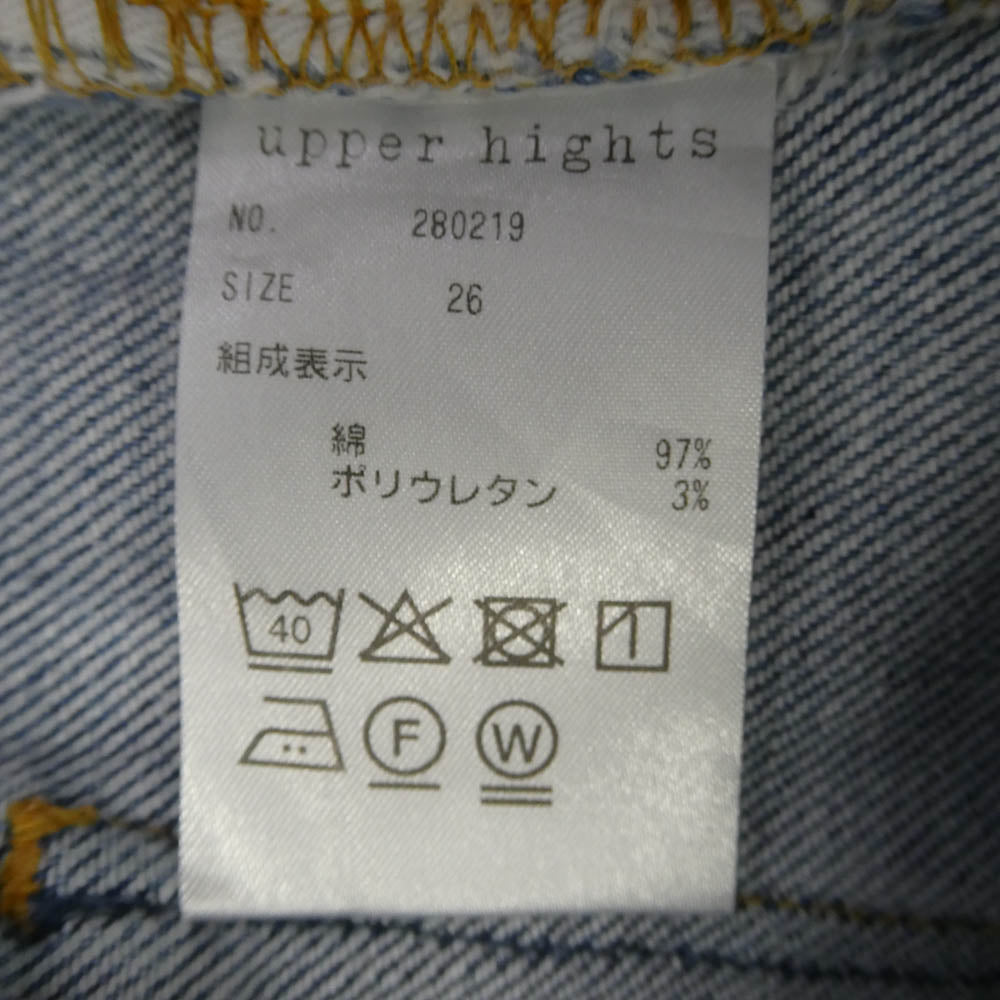 upper hights
NO. 280219
SIZE 26
組成表示
綿 97%
ポリウレタン 3%
40
F W